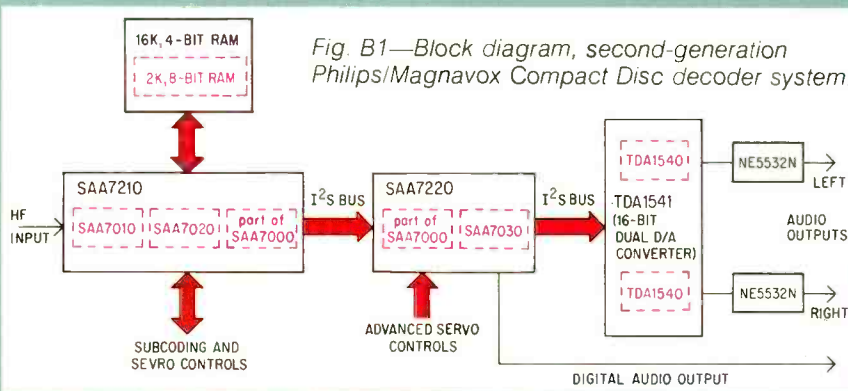 Fig. B1—Block diagram, second-generation
Philips/Magnavox Compact Disc decoder system
16K, 4-BIT RAM
2K, 8-BIT RAM
SAA7210
SAA7010
SAA7020
part of
SAA7000
HF
INPUT
I²S BUS
SAA7220
part of
SAA7000
SAA7030
I²S BUS
TDA1540
TDA1541
(16-BIT
DUAL D/A
CONVERTER)
TDA1540
NE5532N
LEFT
AUDIO
OUTPUTS
NE5532N
RIGHT
SUBCODING AND
SEVRO CONTROLS
ADVANCED SERVO
CONTROLS
DIGITAL AUDIO OUTPUT